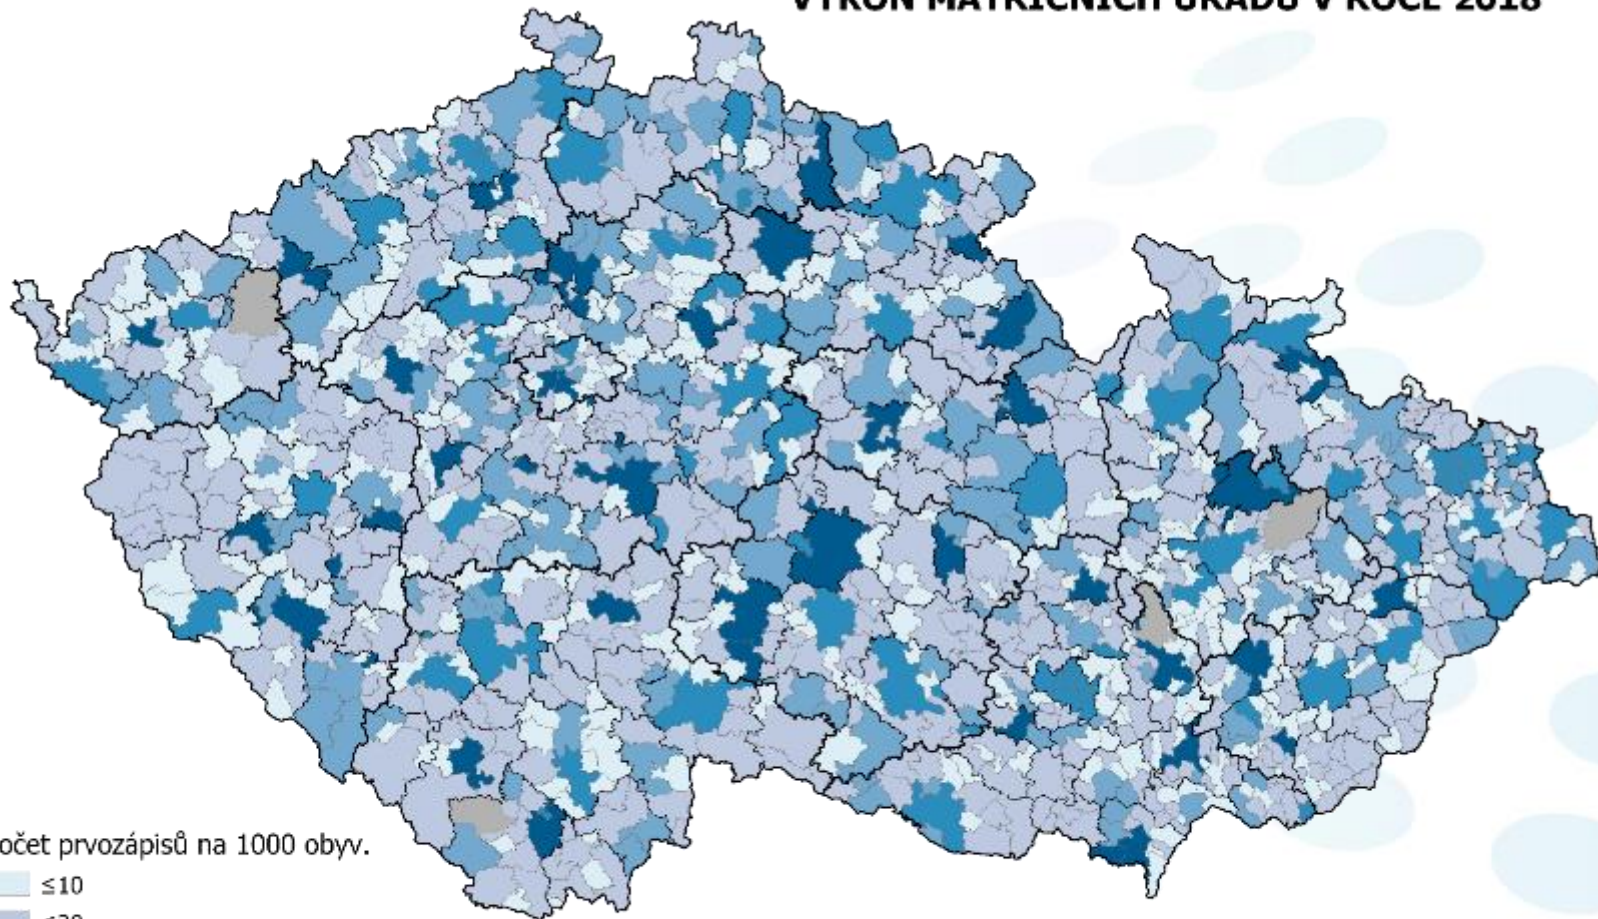 VÝKON MATRIČNÍCH ÚŘADŮ V ROCE 2018
očet prvozápisů na 1000 obyv.
≤10